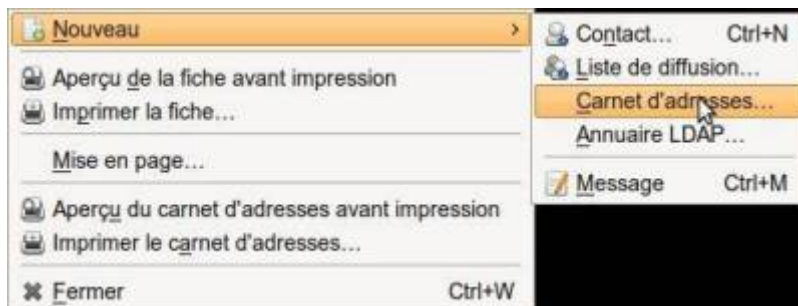 Nouveau
Aperçu de la fiche avant impression
Imprimer la fiche...
Mise en page...
Aperçu du carnet d'adresses avant impression
Imprimer le carnet d'adresses...
Fermer Ctrl+W
Contact... Ctrl+N
Liste de diffusion...
Carnet d'adresses...
Annuaire LDAP...
Message Ctrl+M